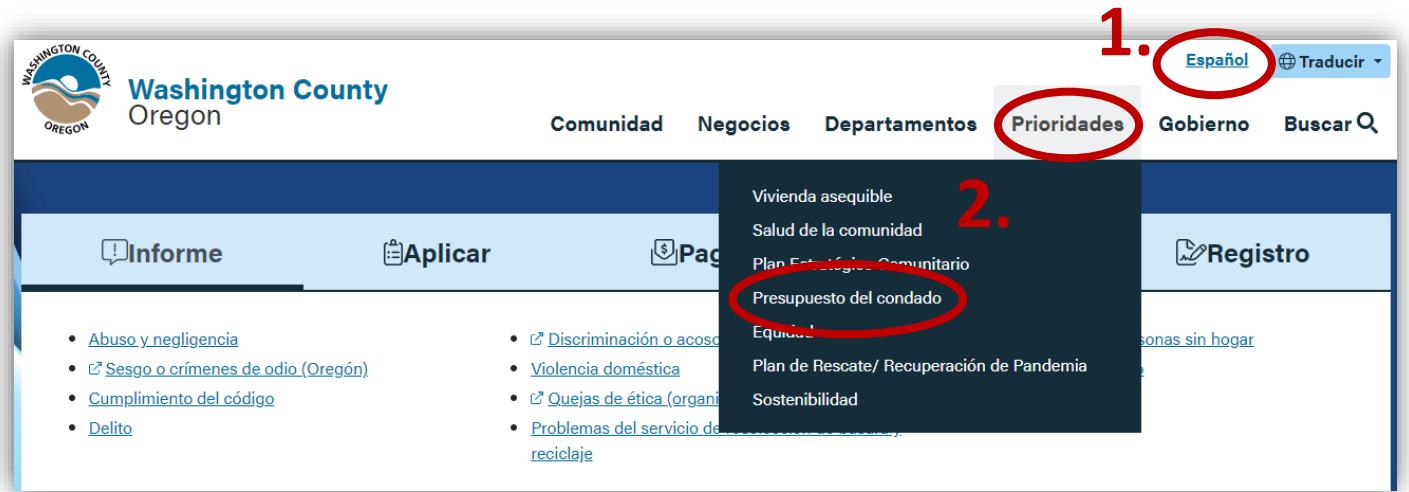 1.
WASHINGTON COUNTY
OREGON
Español
Traducir
Washington County
Oregon
Comunidad Negocios Departamentos Prioridades Gobierno Buscar
2.
Vivienda asequible
Salud de la comunidad
Plan Estratégico Comunitario
Presupuesto del condado
Equidad
Plan de Rescate/ Recuperación de Pandemia
Sostenibilidad
Informe
Aplicar
Pag
Registro
Abuso y negligencia
Sesgo o crímenes de odio (Oregón)
Cumplimiento del código
Delito
Discriminación o acoso
Violencia doméstica
Quejas de ética (organi
Problemas del servicio de
reciclaje
sonas sin hogar